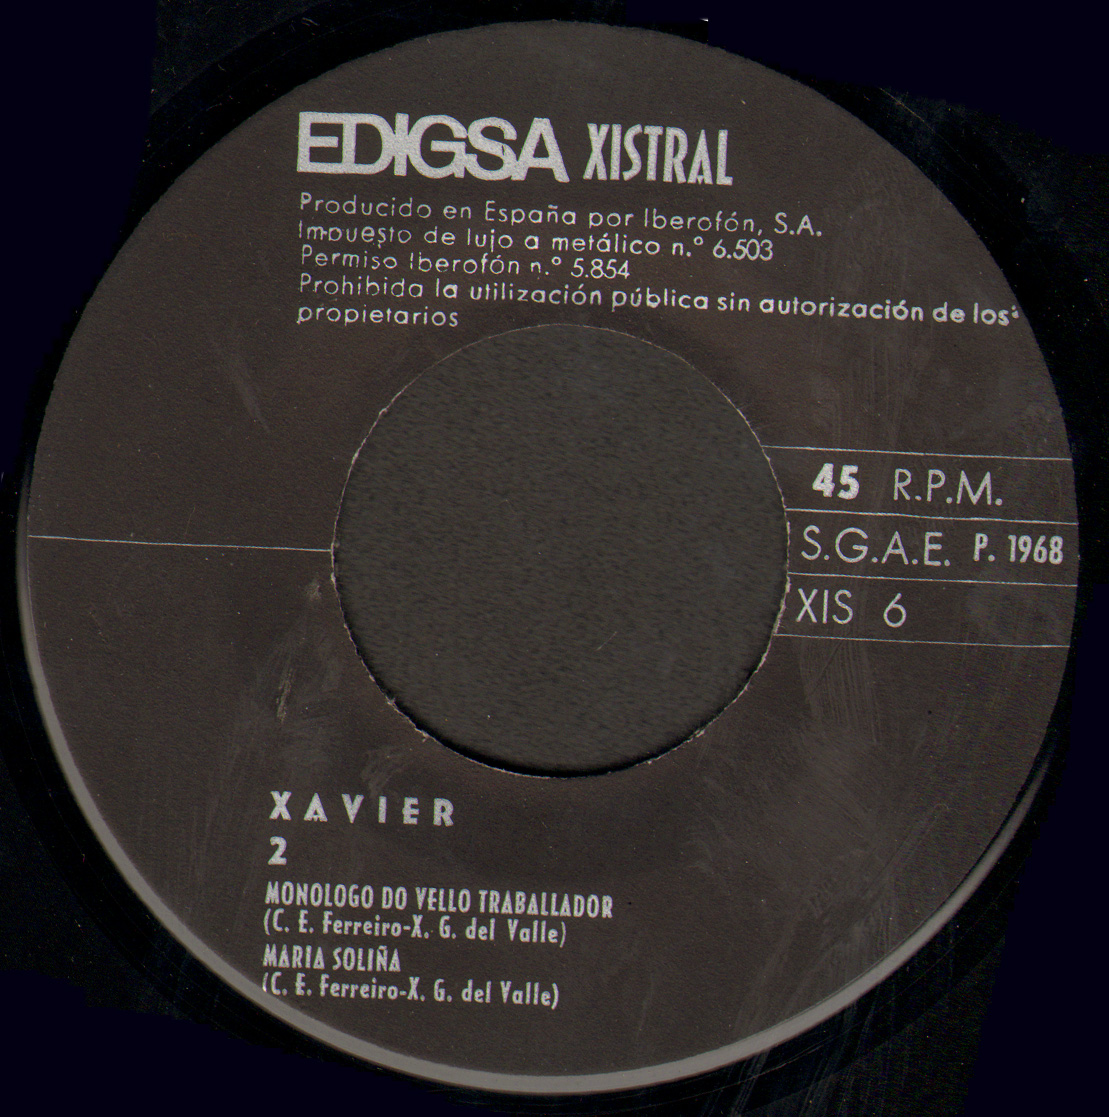 EDIGSA XISTRAL
Producido en España por Iberofón, S.A.
Impuesto de lujo a metálico n.º 6.503
Permiso Iberofón n.º 5.854
Prohibida la utilización pública sin autorización de los
propietarios
45 R.P.M.
S.G.A.E. P. 1968
XIS 6
XAVIER
2
MONOLOGO DO VELLO TRABALLADOR
(C. E. Ferreiro-X. G. del Valle)
MARIA SOLIÑA
(C. E. Ferreiro-X. G. del Valle)